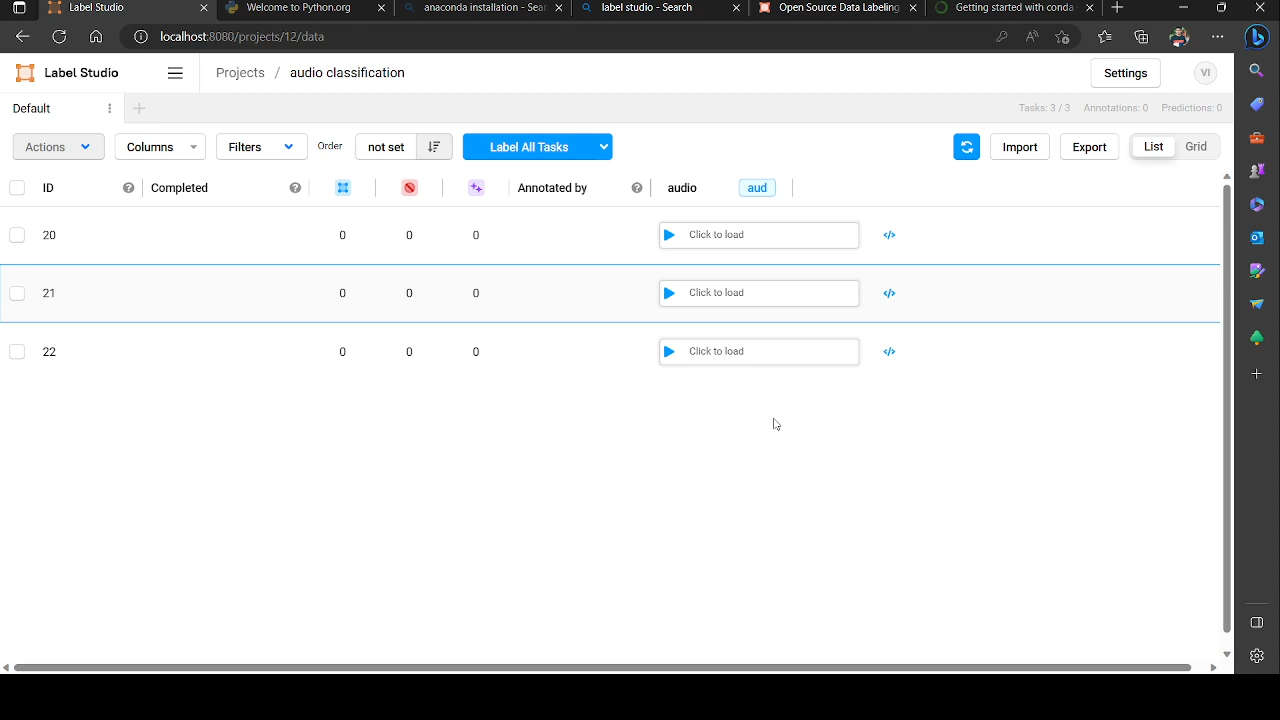 Label Studio
Welcome to Python.org
anaconda installation - Sear
label studio - Search
Open Source Data Labeling
Getting started with conda
localhost:8080/projects/12/data
Label Studio
Projects / audio classification
Settings
VI
Default
Tasks: 3 / 3 Annotations: 0 Predictions: 0
Actions
Columns
Filters
Order
not set
Label All Tasks
Import
Export
List
Grid
ID
Completed
Annotated by
audio
aud
20 0 0 0 Click to load </>
21 0 0 0 Click to load </>
22 0 0 0 Click to load </>